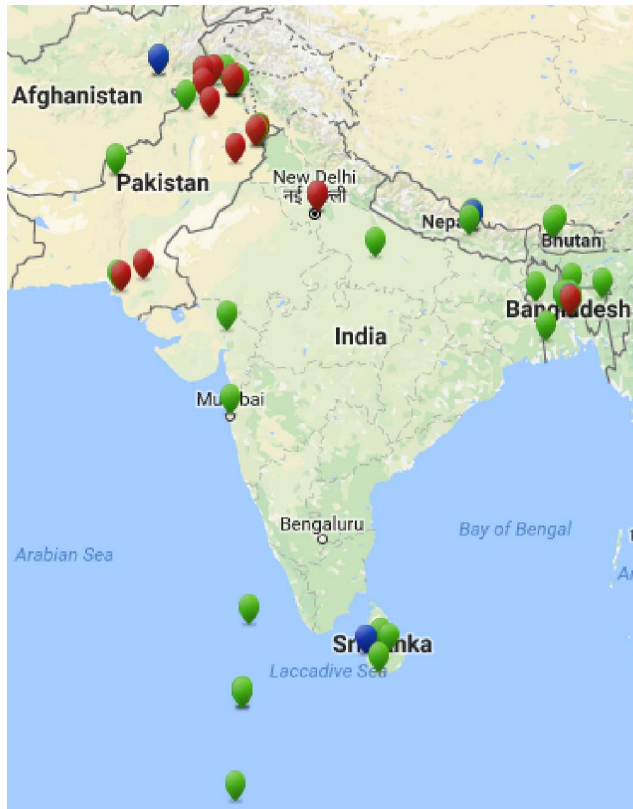 Afghanistan
Pakistan
New Delhi
Nepal
Bhutan
Bangladesh
India
Mumbai
Bengaluru
Bay of Bengal
Arabian Sea
Sri Lanka
Laccadive Sea